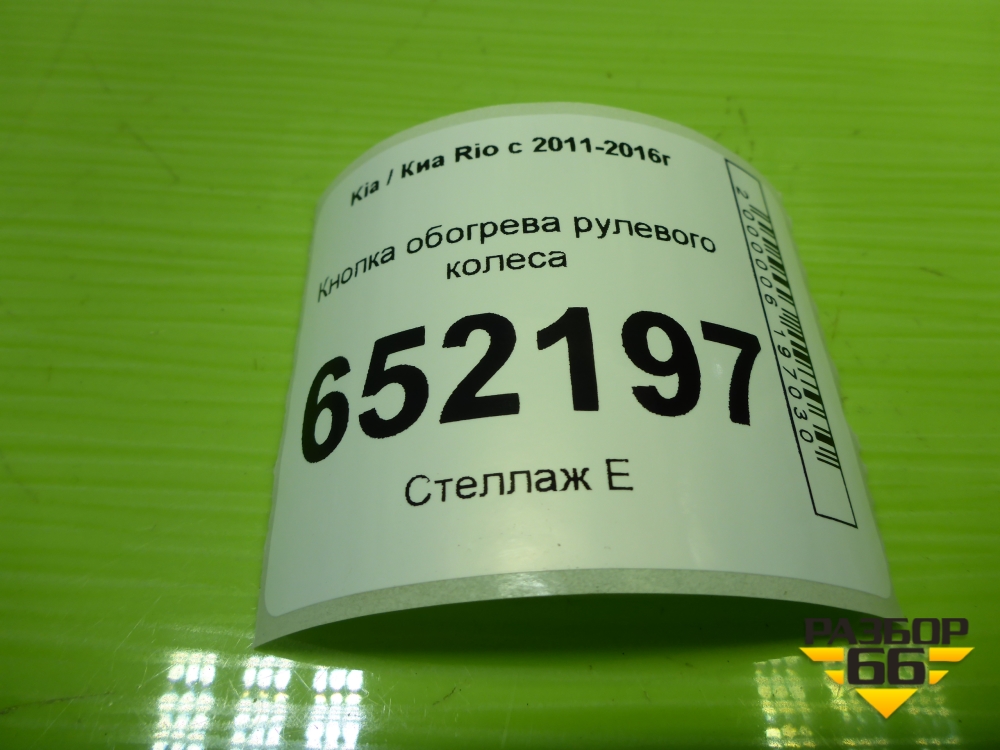 Kia / Киа Rio с 2011-2016г
Кнопка обогрева рулевого
колеса
652197
Стеллаж Е
2000006197030
РАЗБОР
66